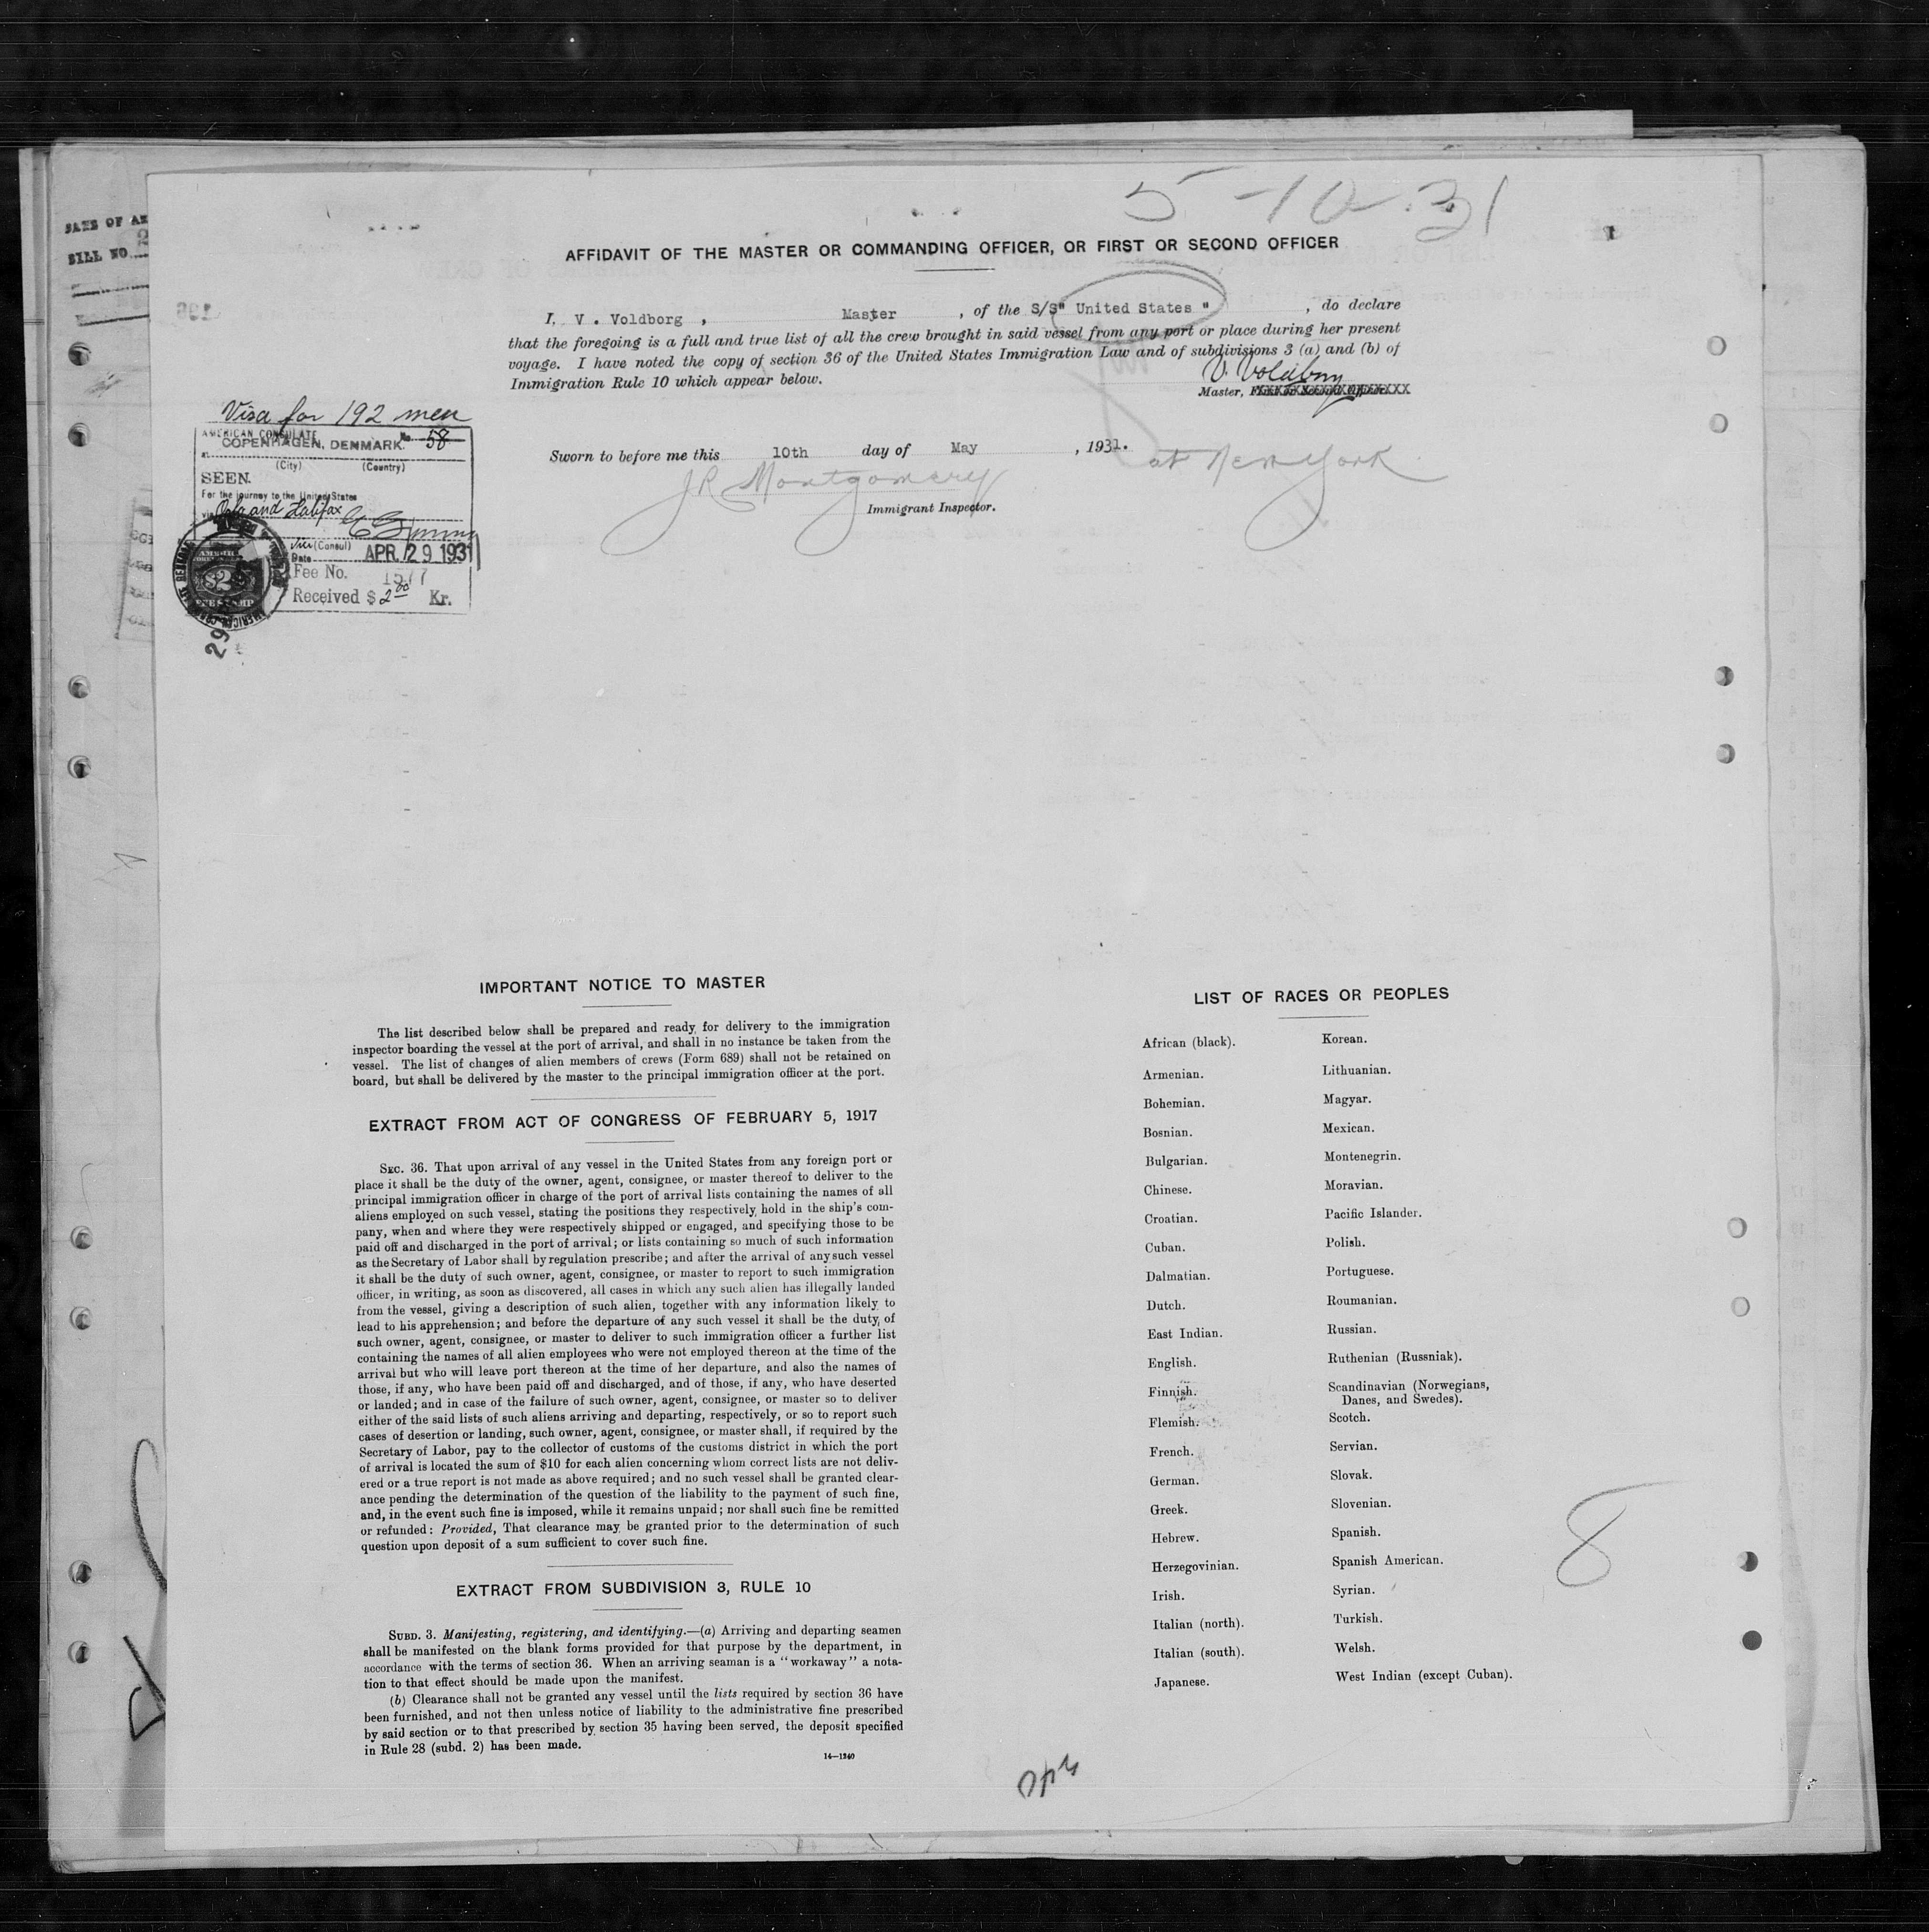 5-10-31
BILL NO.
AFFIDAVIT OF THE MASTER OR COMMANDING OFFICER, OR FIRST OR SECOND OFFICER
I, V. Voldborg , Master , of the S/S" United States " , do declare
that the foregoing is a full and true list of all the crew brought in said vessel from any port or place during her present
voyage. I have noted the copy of section 36 of the United States Immigration Law and of subdivisions 3 (a) and (b) of
Immigration Rule 10 which appear below.
V. Voldborg
Master,
Sworn to before me this 10th day of May , 1931. at New York
J R Montgomery
Immigrant Inspector.
Visa for 192 men
AMERICAN CONSULATE
COPENHAGEN, DENMARK. No. 58
(City) (Country)
SEEN.
For the journey to the United States
via Oslo and Halifax
Vice (Consul)
Date APR. 29 1931
Fee No. 1577
Received $ 2.00 Kr.
29
IMPORTANT NOTICE TO MASTER
The list described below shall be prepared and ready for delivery to the immigration
inspector boarding the vessel at the port of arrival, and shall in no instance be taken from the
vessel. The list of changes of alien members of crews (Form 689) shall not be retained on
board, but shall be delivered by the master to the principal immigration officer at the port.
EXTRACT FROM ACT OF CONGRESS OF FEBRUARY 5, 1917
SEC. 36. That upon arrival of any vessel in the United States from any foreign port or
place it shall be the duty of the owner, agent, consignee, or master thereof to deliver to the
principal immigration officer in charge of the port of arrival lists containing the names of all
aliens employed on such vessel, stating the positions they respectively hold in the ship's com-
pany, when and where they were respectively shipped or engaged, and specifying those to be
paid off and discharged in the port of arrival; or lists containing so much of such information
as the Secretary of Labor shall by regulation prescribe; and after the arrival of any such vessel
it shall be the duty of such owner, agent, consignee, or master to report to such immigration
officer, in writing, as soon as discovered, all cases in which any such alien has illegally landed
from the vessel, giving a description of such alien, together with any information likely to
lead to his apprehension; and before the departure of any such vessel it shall be the duty of
such owner, agent, consignee, or master to deliver to such immigration officer a further list
containing the names of all alien employees who were not employed thereon at the time of the
arrival but who will leave port thereon at the time of her departure, and also the names of
those, if any, who have been paid off and discharged, and of those, if any, who have deserted
or landed; and in case of the failure of such owner, agent, consignee, or master so to deliver
either of the said lists of such aliens arriving and departing, respectively, or so to report such
cases of desertion or landing, such owner, agent, consignee, or master shall, if required by the
Secretary of Labor, pay to the collector of customs of the customs district in which the port
of arrival is located the sum of $10 for each alien concerning whom correct lists are not deliv-
ered or a true report is not made as above required; and no such vessel shall be granted clear-
ance pending the determination of the question of the liability to the payment of such fine,
and, in the event such fine is imposed, while it remains unpaid; nor shall such fine be remitted
or refunded: Provided, That clearance may be granted prior to the determination of such
question upon deposit of a sum sufficient to cover such fine.
EXTRACT FROM SUBDIVISION 3, RULE 10
SUBD. 3. Manifesting, registering, and identifying.—(a) Arriving and departing seamen
shall be manifested on the blank forms provided for that purpose by the department, in
accordance with the terms of section 36. When an arriving seaman is a "workaway" a nota-
tion to that effect should be made upon the manifest.
(b) Clearance shall not be granted any vessel until the lists required by section 36 have
been furnished, and not then unless notice of liability to the administrative fine prescribed
by said section or to that prescribed by section 35 having been served, the deposit specified
in Rule 28 (subd. 2) has been made.
14—1240
LIST OF RACES OR PEOPLES
African (black).
Armenian.
Bohemian.
Bosnian.
Bulgarian.
Chinese.
Croatian.
Cuban.
Dalmatian.
Dutch.
East Indian.
English.
Finnish.
Flemish.
French.
German.
Greek.
Hebrew.
Herzegovinian.
Irish.
Italian (north).
Italian (south).
Japanese.
Korean.
Lithuanian.
Magyar.
Mexican.
Montenegrin.
Moravian.
Pacific Islander.
Polish.
Portuguese.
Roumanian.
Russian.
Ruthenian (Russniak).
Scandinavian (Norwegians,
Danes, and Swedes).
Scotch.
Servian.
Slovak.
Slovenian.
Spanish.
Spanish American.
Syrian.
Turkish.
Welsh.
West Indian (except Cuban).
8